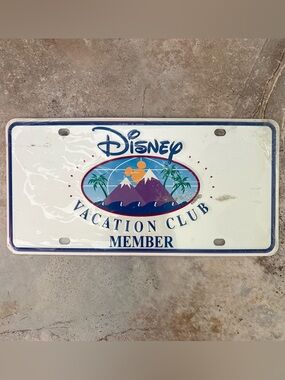 Disney
VACATION CLUB
MEMBER